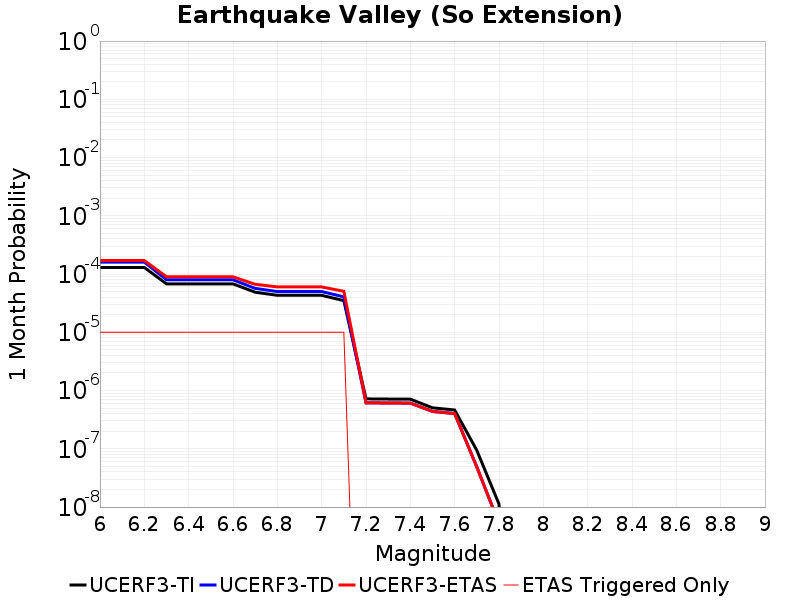 Earthquake Valley (So Extension)
1 Month Probability
10^0
10^-1
10^-2
10^-3
10^-4
10^-5
10^-6
10^-7
10^-8
6 6.2 6.4 6.6 6.8 7 7.2 7.4 7.6 7.8 8 8.2 8.4 8.6 8.8 9
Magnitude
UCERF3-TI UCERF3-TD UCERF3-ETAS ETAS Triggered Only